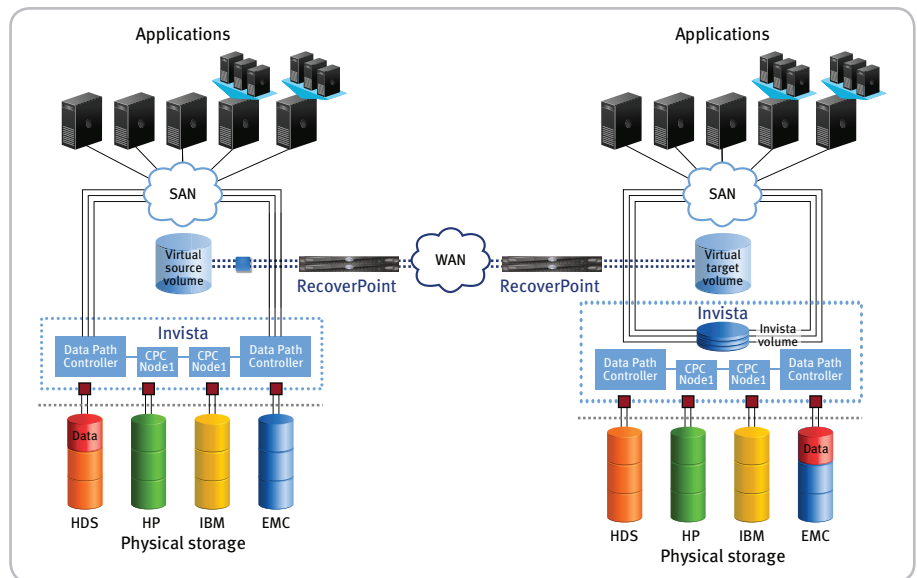 Applications
SAN
Virtual
source
volume
RecoverPoint
WAN
Invista
Data Path
Controller
CPC
Node1
CPC
Node1
Data Path
Controller
Data
HDS
HP
IBM
EMC
Physical storage
Applications
SAN
RecoverPoint
Virtual
target
volume
Invista
Invista
volume
Data Path
Controller
CPC
Node1
CPC
Node1
Data Path
Controller
Data
HDS
HP
IBM
EMC
Physical storage